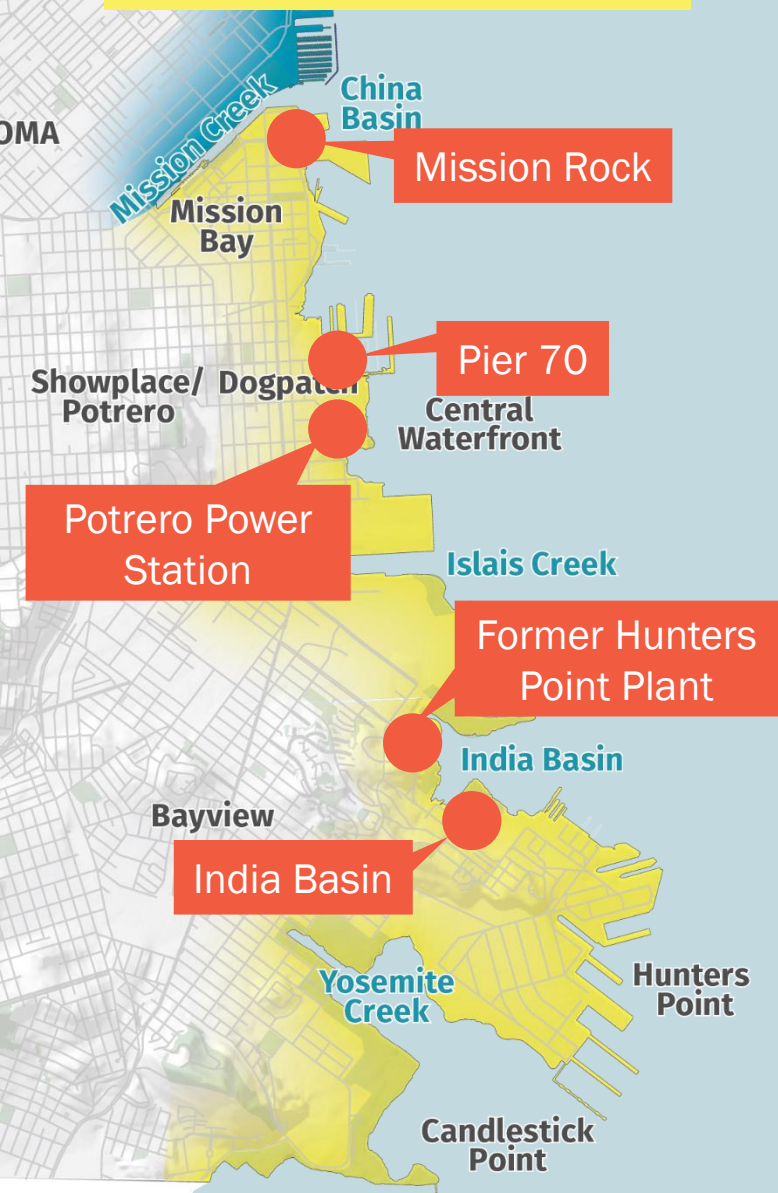 China
Basin
Mission Creek
OMA
Mission Rock
Mission
Bay
Pier 70
Showplace/
Potrero
Central
Waterfront
Potrero Power
Station
Islais Creek
Former Hunters
Point Plant
India Basin
Bayview
India Basin
Hunters
Point
Yosemite
Creek
Candlestick
Point